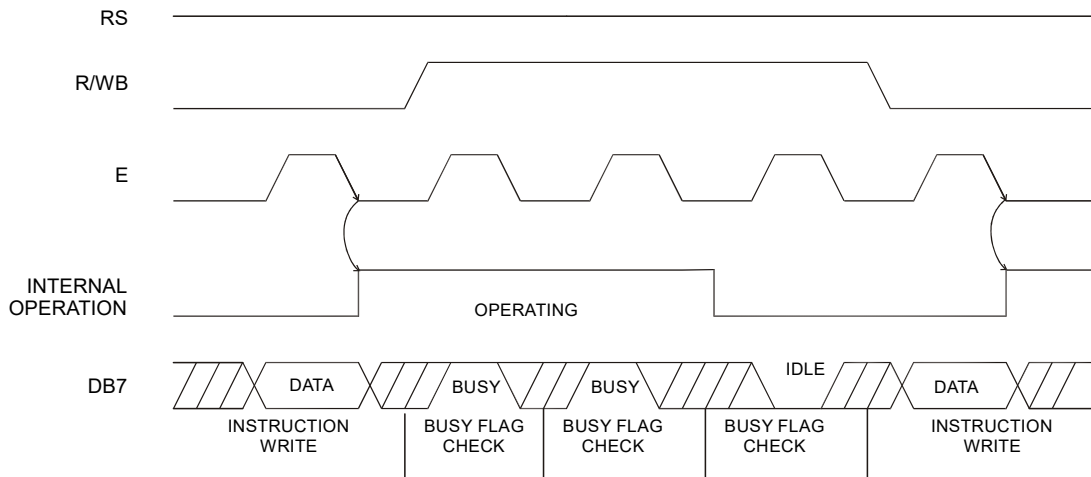 RS
R/WB
E
INTERNAL
OPERATION
OPERATING
DB7
DATA
BUSY
BUSY
IDLE
DATA
INSTRUCTION
WRITE
BUSY FLAG
CHECK
BUSY FLAG
CHECK
BUSY FLAG
CHECK
INSTRUCTION
WRITE